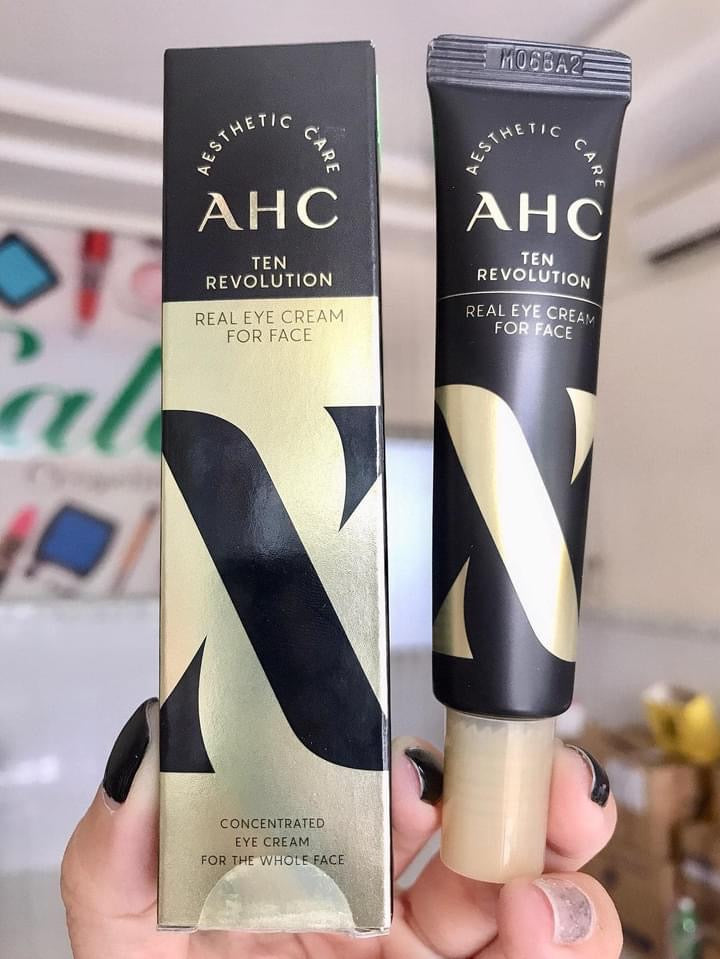 AESTHETIC CARE
AHC
TEN
REVOLUTION
REAL EYE CREAM
FOR FACE
CONCENTRATED
EYE CREAM
FOR THE WHOLE FACE
M06BA2
AESTHETIC CARE
AHC
TEN
REVOLUTION
REAL EYE CREAM
FOR FACE